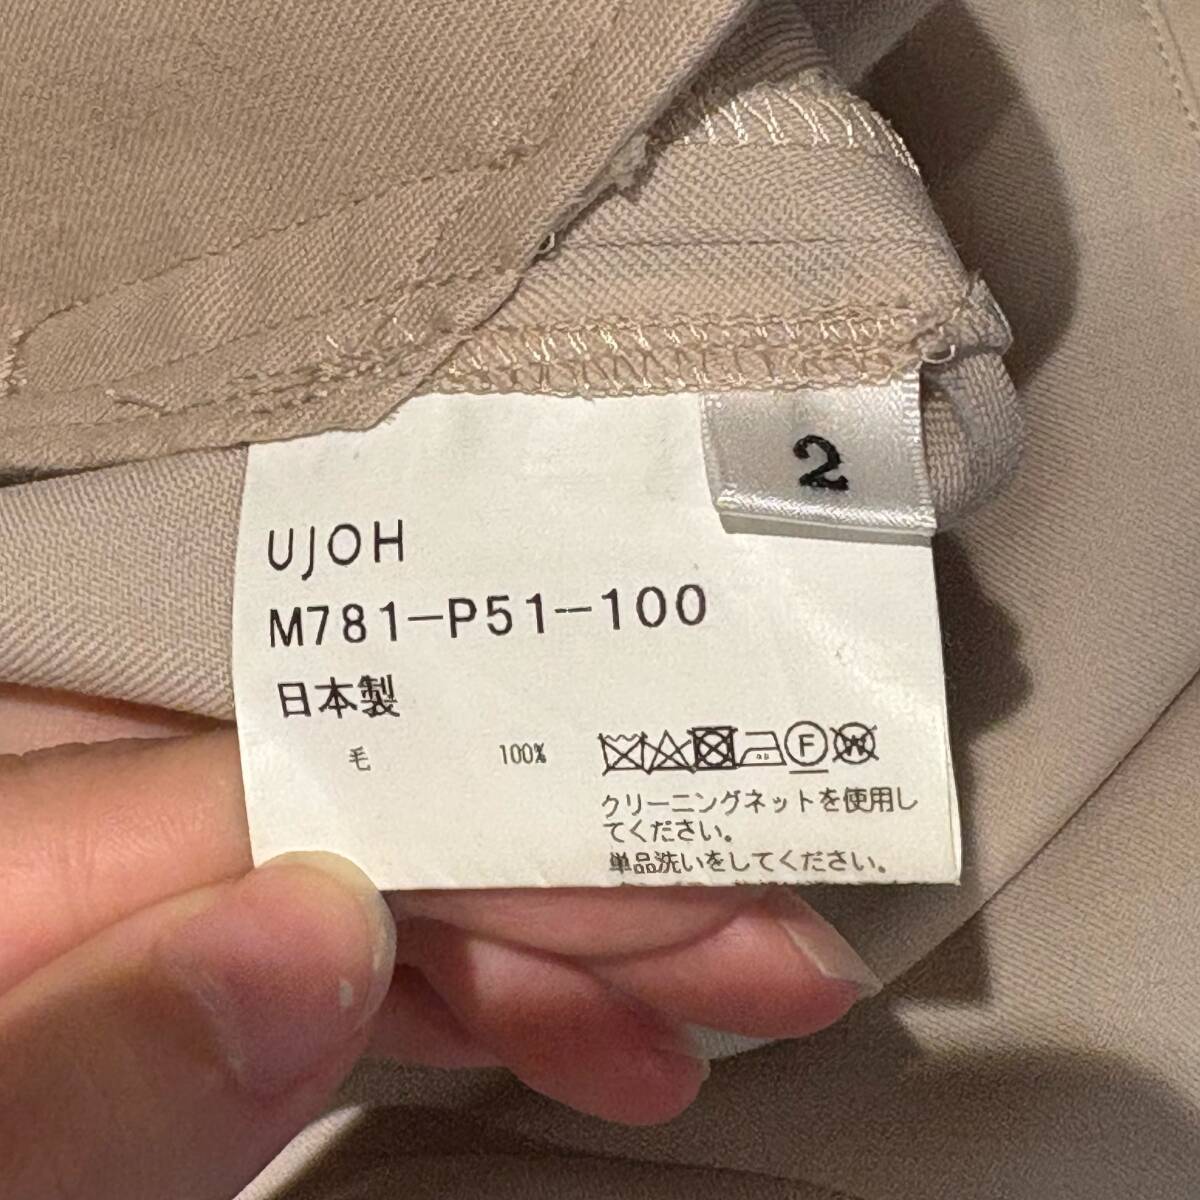 2
UJOH
M781-P51-100
日本製
毛 100%
F W
クリーニングネットを使用し
てください。
単品洗いをしてください。